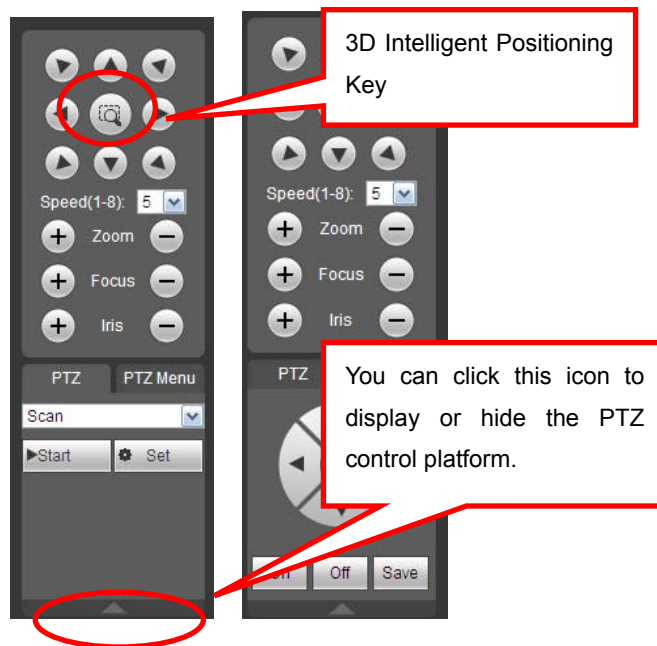 3D Intelligent Positioning
Key
Speed(1-8): 5
Zoom
Focus
Iris
PTZ PTZ Menu
Scan
Start Set
Speed(1-8): 5
Zoom
Focus
Iris
PTZ
You can click this icon to
display or hide the PTZ
control platform.
Off Save